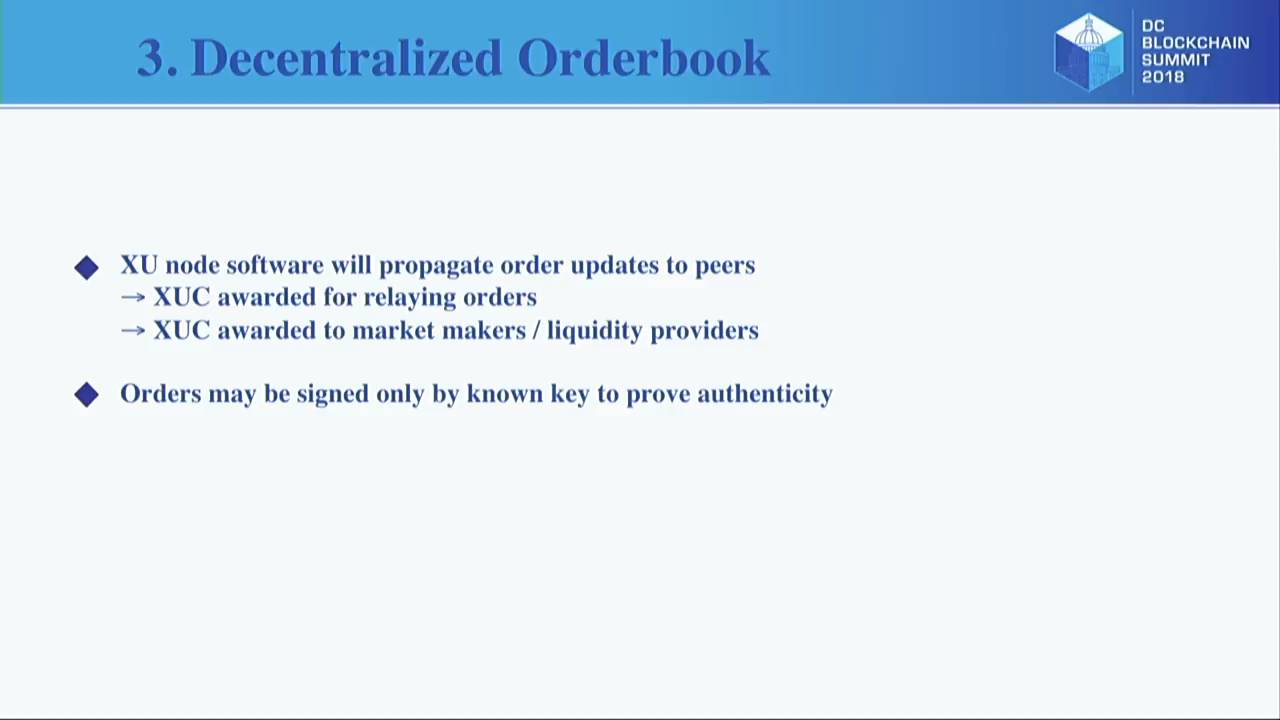 3. Decentralized Orderbook
DC
BLOCKCHAIN
SUMMIT
2018
◆ XU node software will propagate order updates to peers
→ XUC awarded for relaying orders
→ XUC awarded to market makers / liquidity providers
◆ Orders may be signed only by known key to prove authenticity